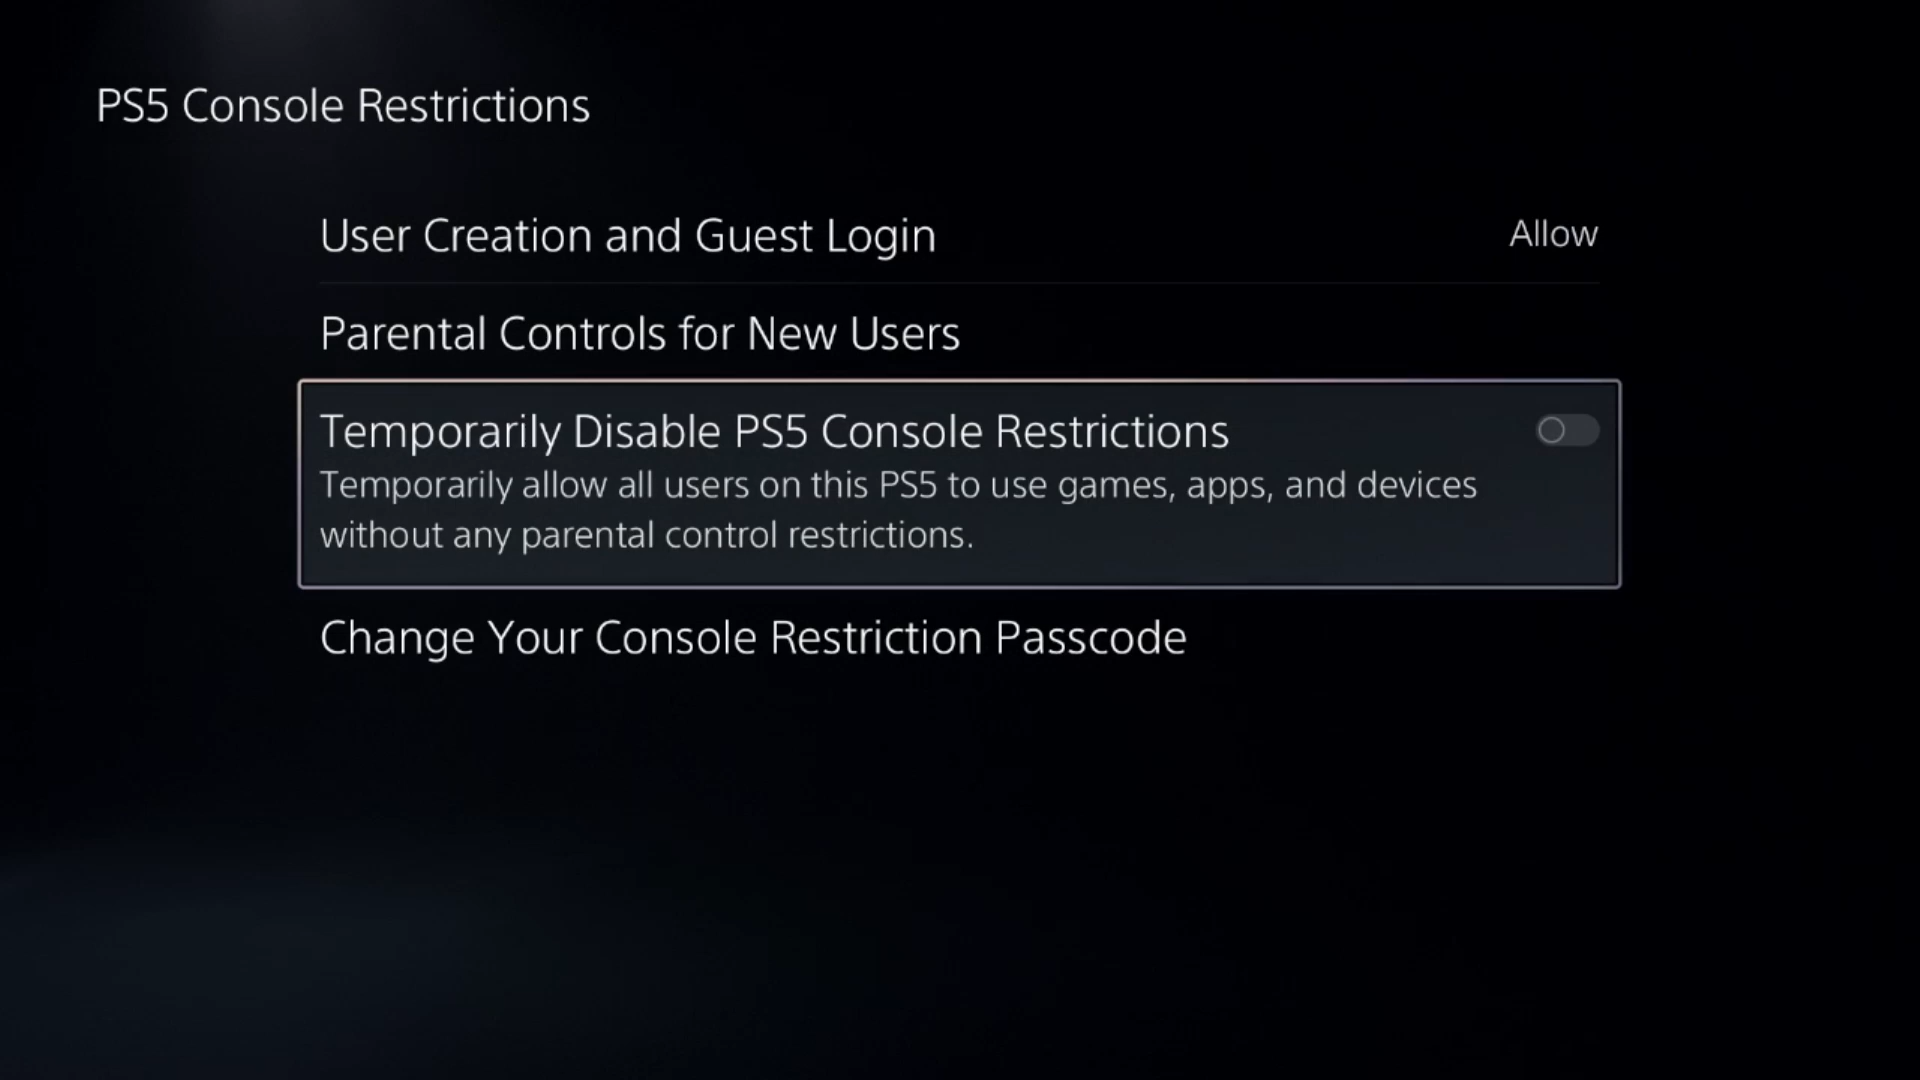 PS5 Console Restrictions
User Creation and Guest Login Allow
Parental Controls for New Users
Temporarily Disable PS5 Console Restrictions
Temporarily allow all users on this PS5 to use games, apps, and devices
without any parental control restrictions.
Change Your Console Restriction Passcode